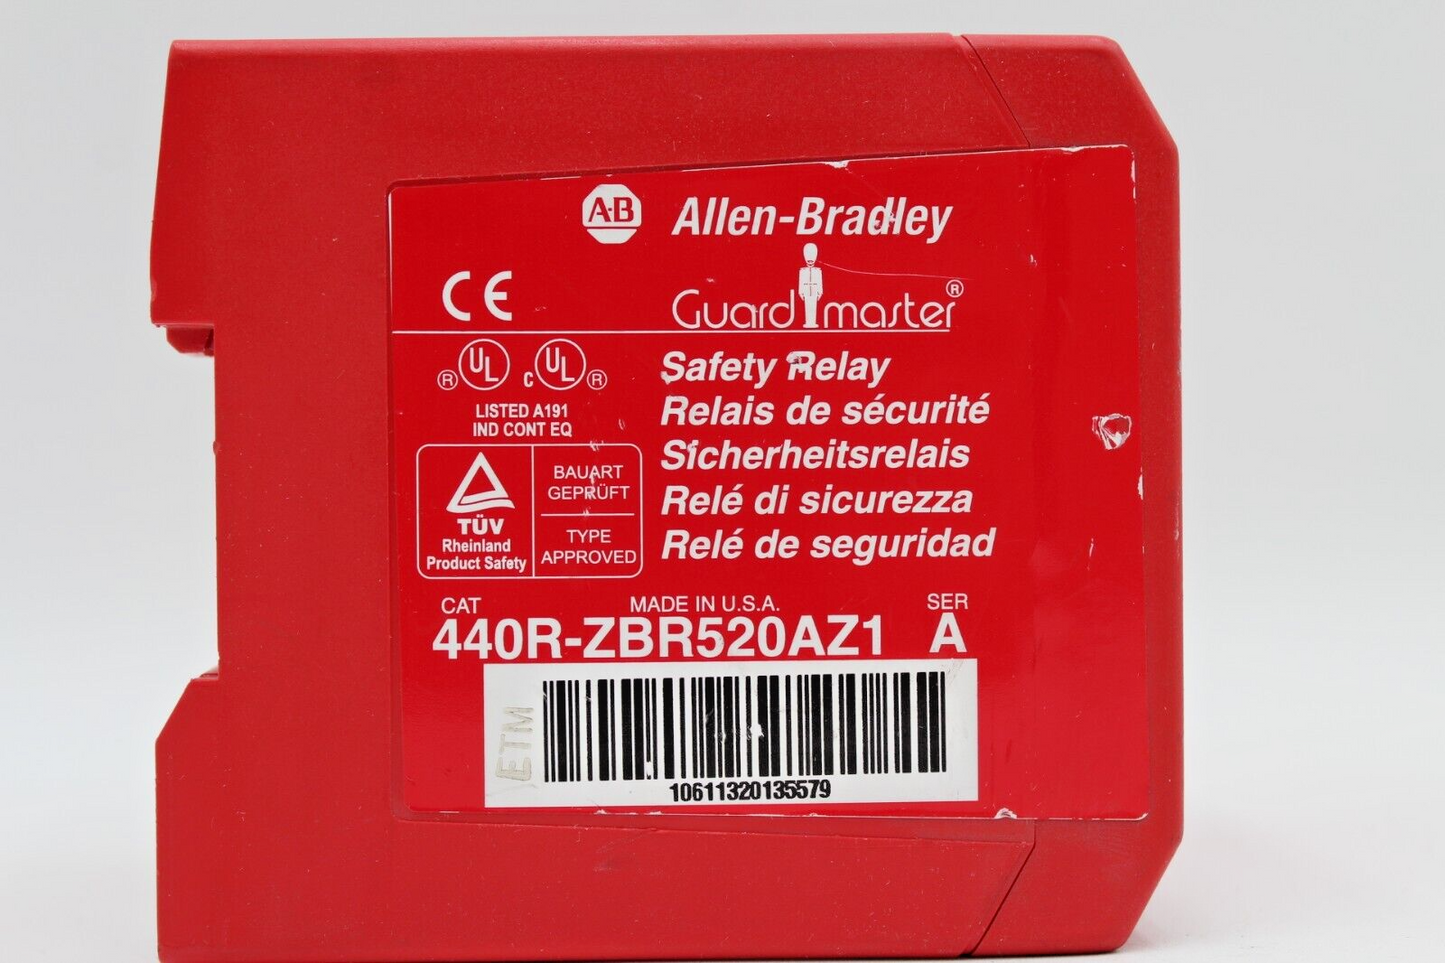 A-B Allen-Bradley
CE Guardmaster®
® UL c UL ®
LISTED A191
IND CONT EQ
Safety Relay
Relais de sécurité
Sicherheitsrelais
Relé di sicurezza
Relé de seguridad
TÜV
Rheinland
Product Safety
BAUART
GEPRÜFT
TYPE
APPROVED
CAT MADE IN U.S.A. SER
440R-ZBR520AZ1 A
ETM
10611320135579